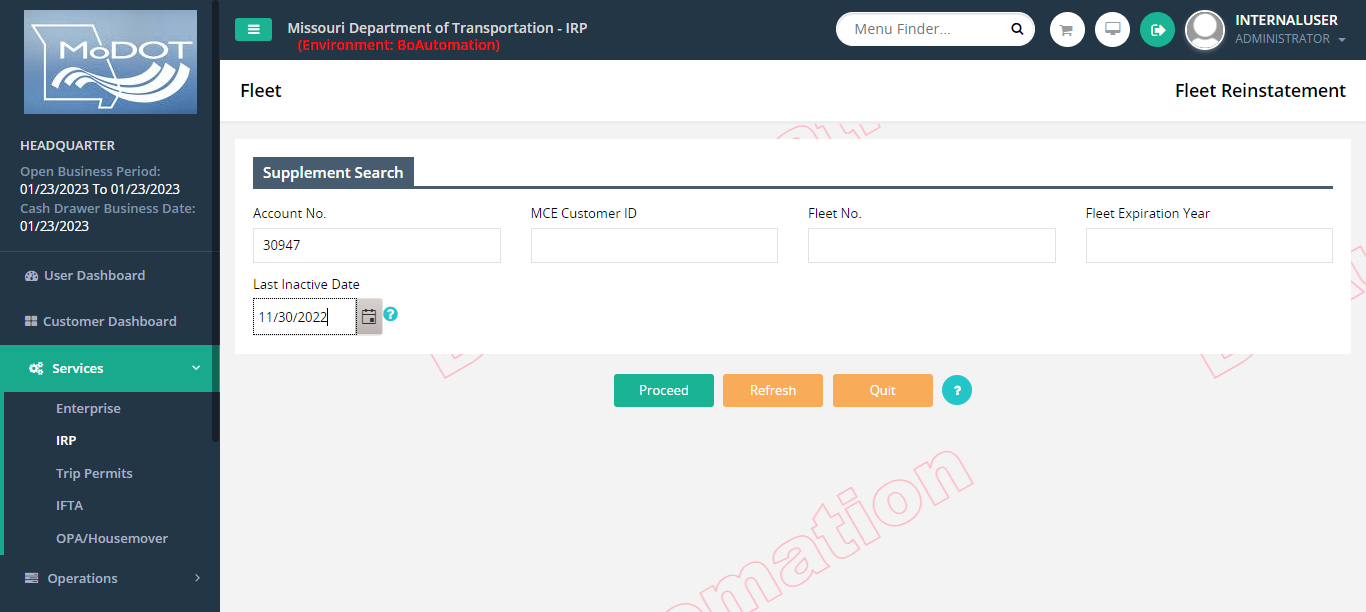 MoDOT
HEADQUARTER
Open Business Period:
01/23/2023 To 01/23/2023
Cash Drawer Business Date:
01/23/2023
User Dashboard
Customer Dashboard
Services
Enterprise
IRP
Trip Permits
IFTA
OPA/Housemover
Operations
Missouri Department of Transportation - IRP
(Environment: BoAutomation)
Menu Finder...
INTERNALUSER
ADMINISTRATOR
Fleet
Fleet Reinstatement
Supplement Search
Account No.
MCE Customer ID
Fleet No.
Fleet Expiration Year
30947
Last Inactive Date
11/30/2022
?
Proceed
Refresh
Quit
?